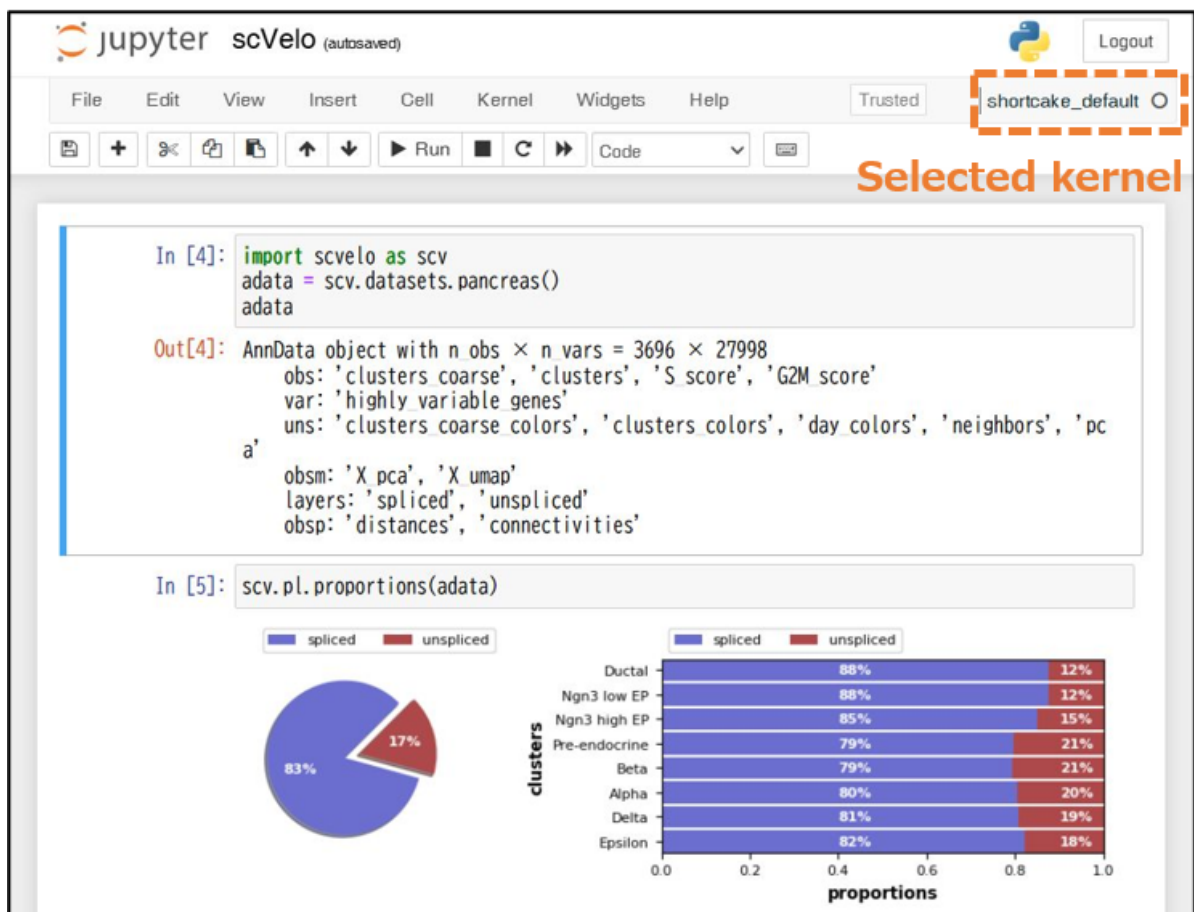 jupyter scVelo (autosaved)
Logout
File Edit View Insert Cell Kernel Widgets Help
Trusted
shortcake_default
Run
Code
Selected kernel
In [4]: import scvelo as scv
adata = scv.datasets.pancreas()
adata
Out[4]: AnnData object with n_obs × n_vars = 3696 × 27998
obs: 'clusters_coarse', 'clusters', 'S_score', 'G2M_score'
var: 'highly_variable_genes'
uns: 'clusters_coarse_colors', 'clusters_colors', 'day_colors', 'neighbors', 'pc
a'
obsm: 'X_pca', 'X_umap'
layers: 'spliced', 'unspliced'
obsp: 'distances', 'connectivities'
In [5]: scv.pl.proportions(adata)
spliced unspliced
17%
83%
spliced unspliced
clusters
Ductal 88% 12%
Ngn3 low EP 88% 12%
Ngn3 high EP 85% 15%
Pre-endocrine 79% 21%
Beta 79% 21%
Alpha 80% 20%
Delta 81% 19%
Epsilon 82% 18%
0.0 0.2 0.4 0.6 0.8 1.0
proportions